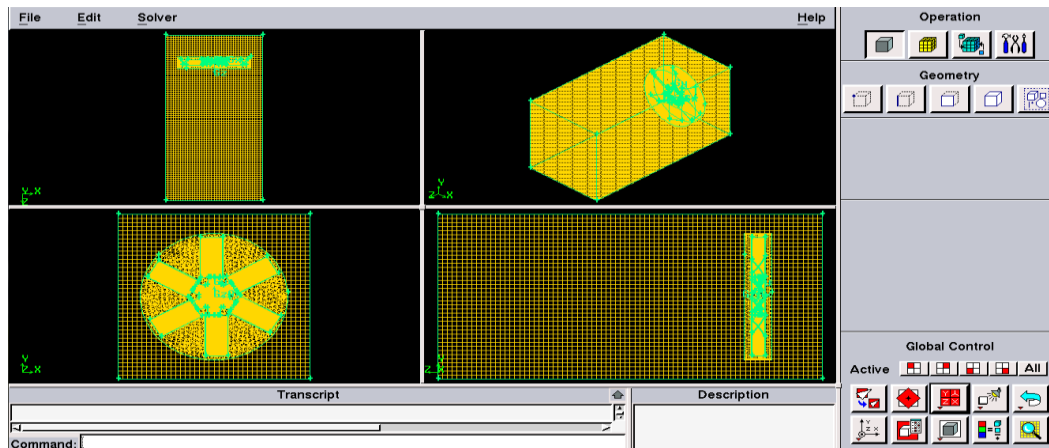 File Edit Solver Help
Operation
Geometry
Y X
Z
Y
Z X
Y
Z X
Y
Z X
Global Control
Active All
Transcript
Description
Command: